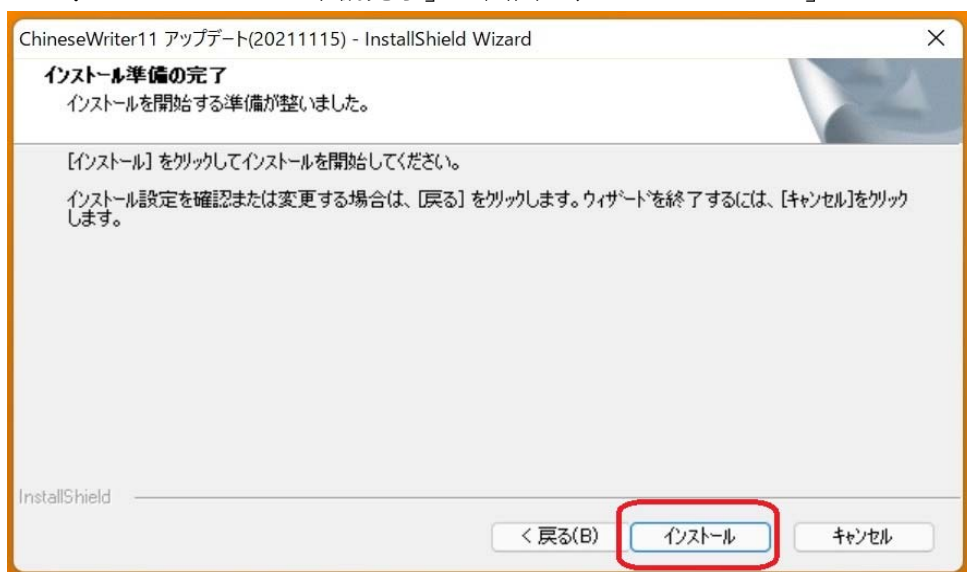 ChineseWriter11 アップデート(20211115) - InstallShield Wizard
インストール準備の完了
インストールを開始する準備が整いました。
[インストール] をクリックしてインストールを開始してください。
インストール設定を確認または変更する場合は、[戻る] をクリックします。ウィザードを終了するには、[キャンセル]をクリック
します。
InstallShield
< 戻る(B)
インストール
キャンセル